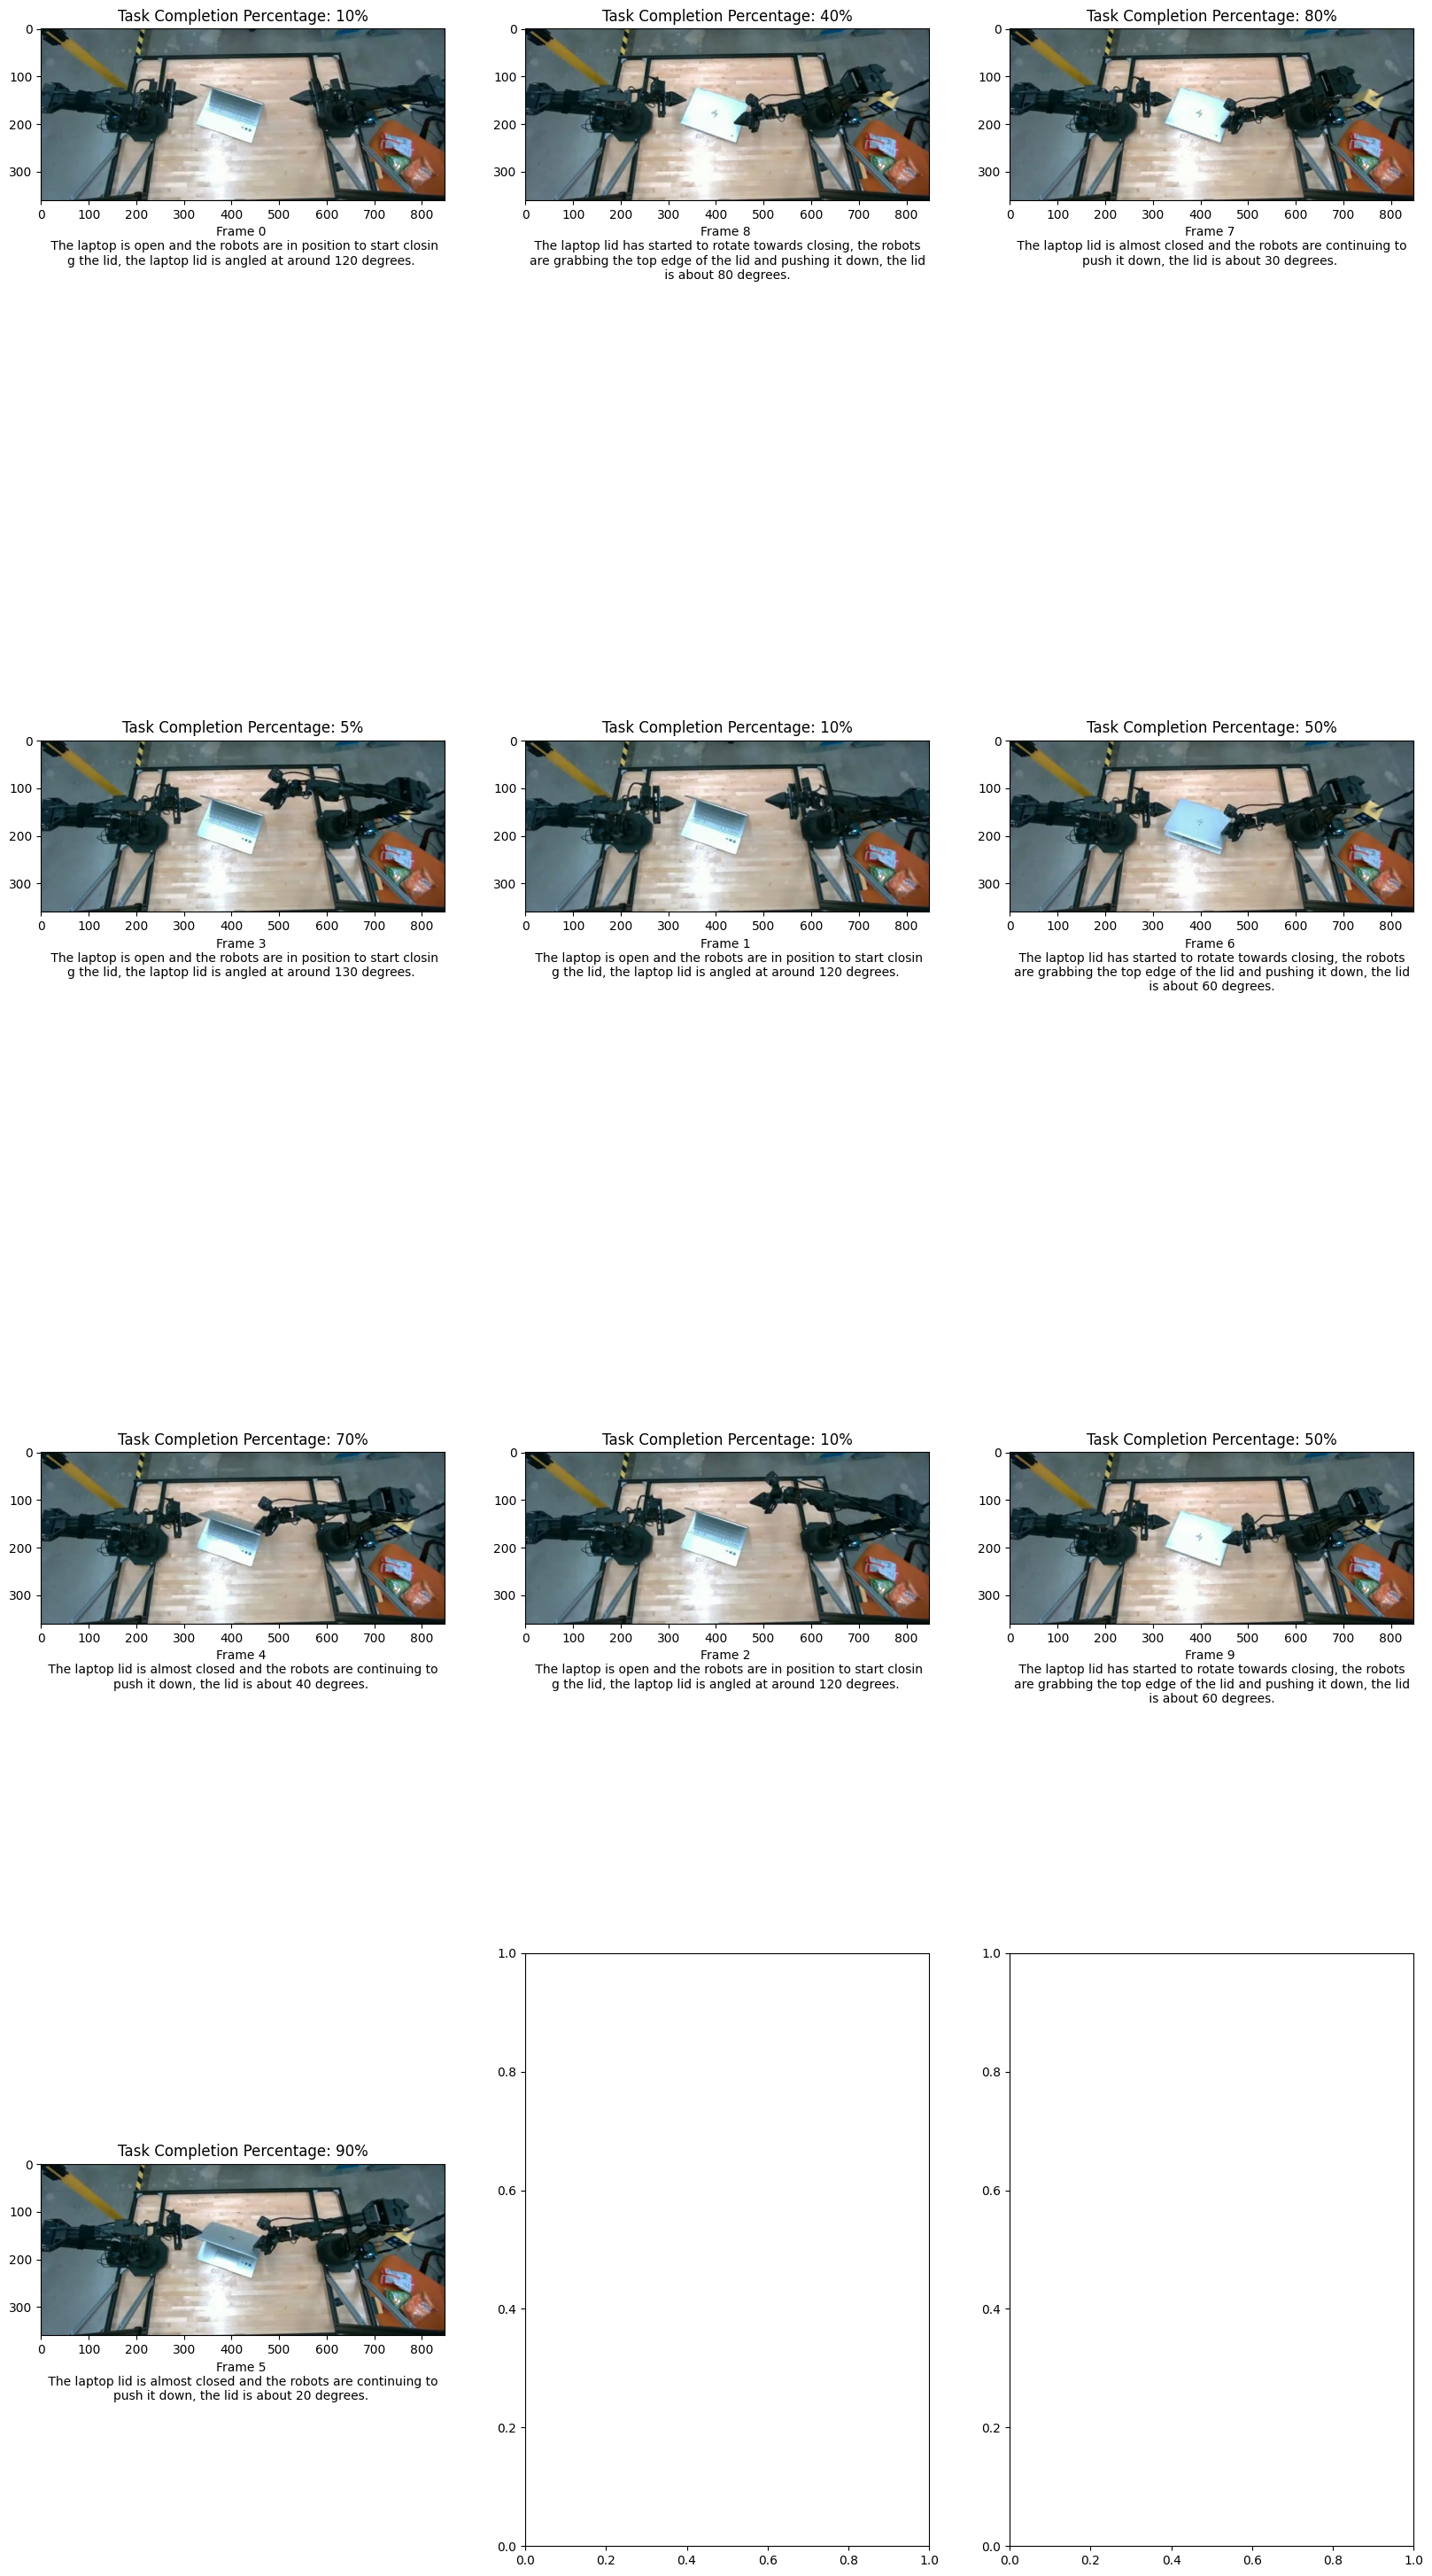 Task Completion Percentage: 10%
0
100
200
300
0 100 200 300 400 500 600 700 800
Frame 0
The laptop is open and the robots are in position to start closin
g the lid, the laptop lid is angled at around 120 degrees.
Task Completion Percentage: 40%
0
100
200
300
0 100 200 300 400 500 600 700 800
Frame 8
The laptop lid has started to rotate towards closing, the robots
are grabbing the top edge of the lid and pushing it down, the lid
is about 80 degrees.
Task Completion Percentage: 80%
0
100
200
300
0 100 200 300 400 500 600 700 800
Frame 7
The laptop lid is almost closed and the robots are continuing to
push it down, the lid is about 30 degrees.
Task Completion Percentage: 5%
0
100
200
300
0 100 200 300 400 500 600 700 800
Frame 3
The laptop is open and the robots are in position to start closin
g the lid, the laptop lid is angled at around 130 degrees.
Task Completion Percentage: 10%
0
100
200
300
0 100 200 300 400 500 600 700 800
Frame 1
The laptop is open and the robots are in position to start closin
g the lid, the laptop lid is angled at around 120 degrees.
Task Completion Percentage: 50%
0
100
200
300
0 100 200 300 400 500 600 700 800
Frame 6
The laptop lid has started to rotate towards closing, the robots
are grabbing the top edge of the lid and pushing it down, the lid
is about 60 degrees.
Task Completion Percentage: 70%
0
100
200
300
0 100 200 300 400 500 600 700 800
Frame 4
The laptop lid is almost closed and the robots are continuing to
push it down, the lid is about 40 degrees.
Task Completion Percentage: 10%
0
100
200
300
0 100 200 300 400 500 600 700 800
Frame 2
The laptop is open and the robots are in position to start closin
g the lid, the laptop lid is angled at around 120 degrees.
Task Completion Percentage: 50%
0
100
200
300
0 100 200 300 400 500 600 700 800
Frame 9
The laptop lid has started to rotate towards closing, the robots
are grabbing the top edge of the lid and pushing it down, the lid
is about 60 degrees.
Task Completion Percentage: 90%
0
100
200
300
0 100 200 300 400 500 600 700 800
Frame 5
The laptop lid is almost closed and the robots are continuing to
push it down, the lid is about 20 degrees.
1.0
0.8
0.6
0.4
0.2
0.0
0.0 0.2 0.4 0.6 0.8 1.0
1.0
0.8
0.6
0.4
0.2
0.0
0.0 0.2 0.4 0.6 0.8 1.0